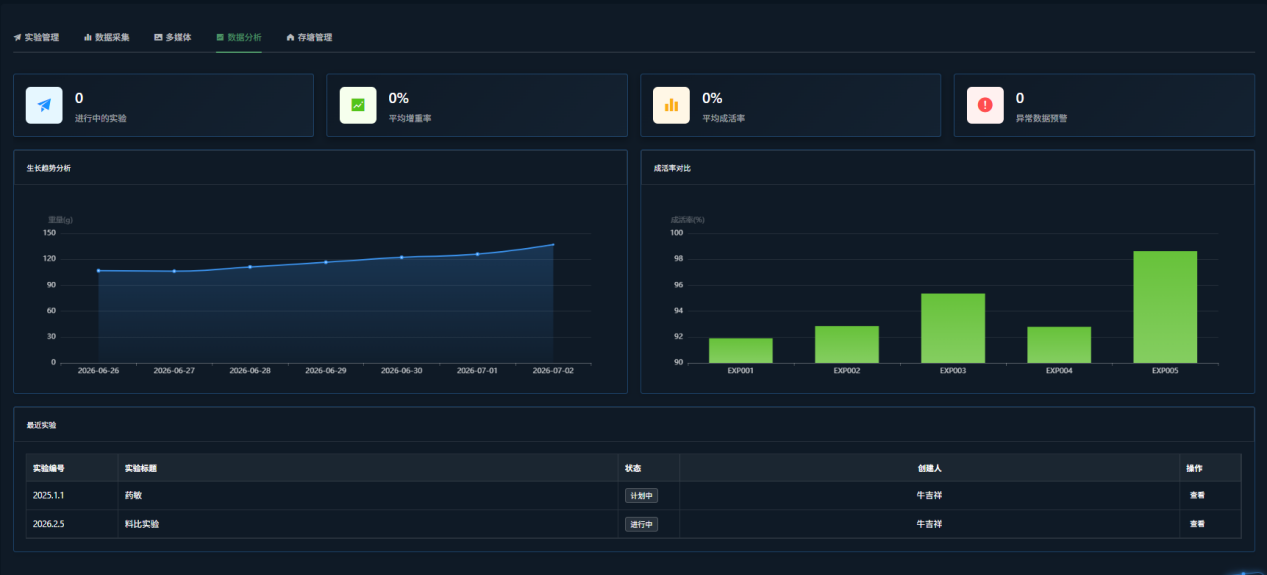 实验管理 数据采集 多媒体 数据分析 存塘管理
0
进行中的实验
0%
平均增重率
0%
平均成活率
0
异常数据预警
生长趋势分析
重量(g)
150
120
90
60
30
0
2026-06-26 2026-06-27 2026-06-28 2026-06-29 2026-06-30 2026-07-01 2026-07-02
成活率对比
成活率(%)
100
98
96
94
92
90
EXP001 EXP002 EXP003 EXP004 EXP005
最近实验
实验编号 实验标题 状态 创建人 操作
2025.1.1 药敏 计划中 牛吉祥 查看
2026.2.5 料比实验 进行中 牛吉祥 查看